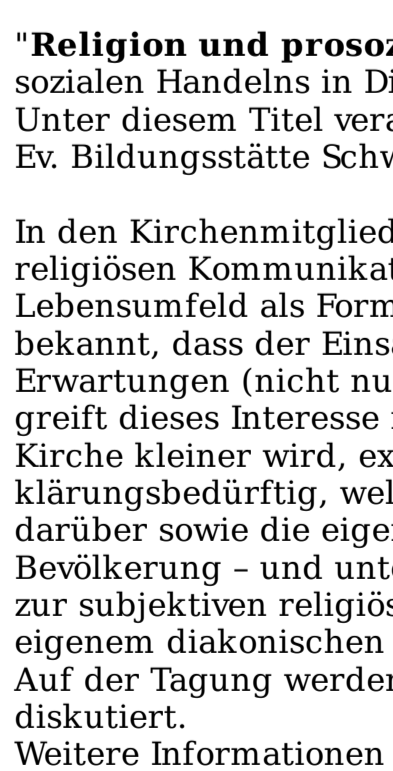 "Religion und prosoz
sozialen Handelns in Di
Unter diesem Titel vera
Ev. Bildungsstätte Schw

In den Kirchenmitglied
religiösen Kommunikat
Lebensumfeld als Form
bekannt, dass der Einsa
Erwartungen (nicht nu
greift dieses Interesse
Kirche kleiner wird, ex
klärungsbedürftig, wel
darüber sowie die eige
Bevölkerung – und unt
zur subjektiven religiös
eigenem diakonischen
Auf der Tagung werde
diskutiert.
Weitere Informationen